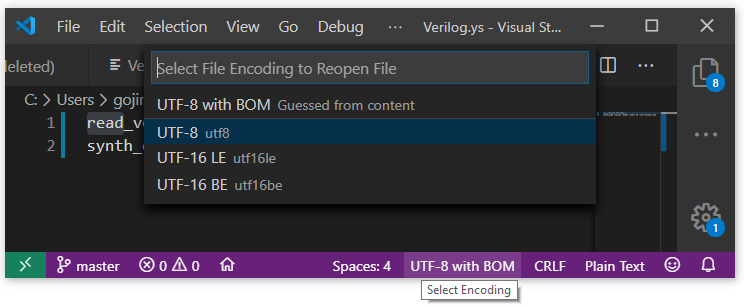 File Edit Selection View Go Debug ··· Verilog.ys - Visual St...
deleted) Ve
Select File Encoding to Reopen File
UTF-8 with BOM Guessed from content
UTF-8 utf8
UTF-16 LE utf16le
UTF-16 BE utf16be
8
C: > Users > gojir
1 read_v
2 synth_
1
master 0 0 Spaces: 4 UTF-8 with BOM CRLF Plain Text
Select Encoding